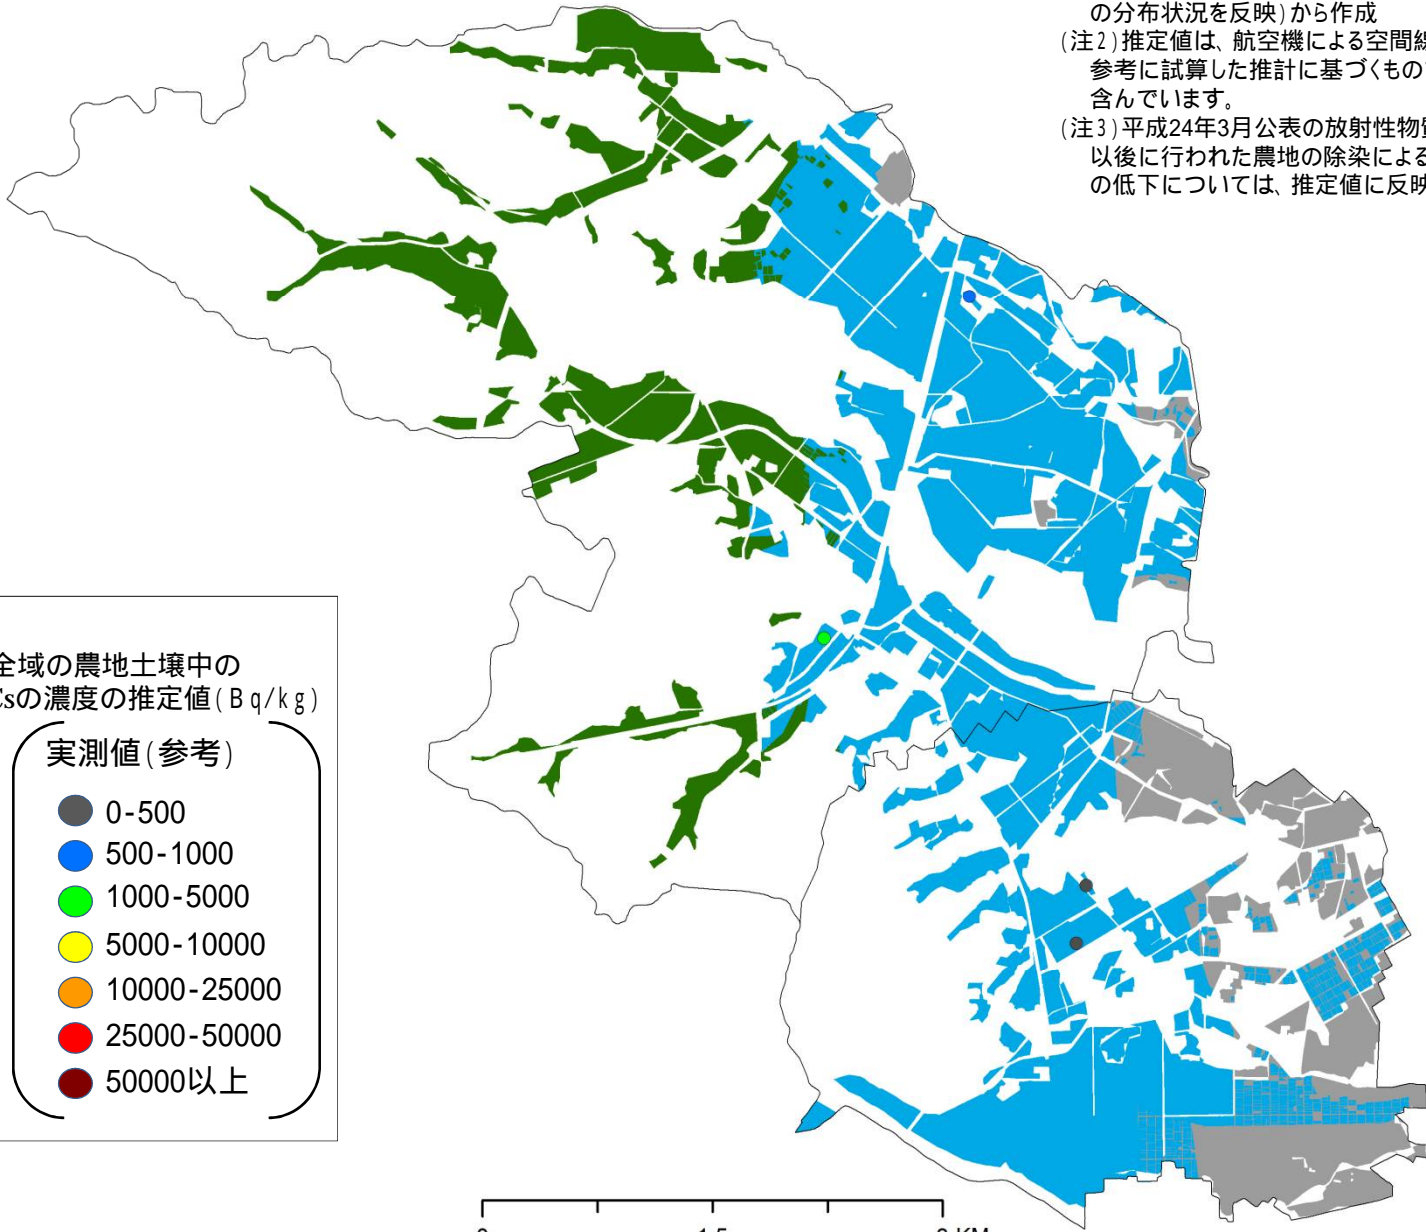 の分布状況を反映)から作成
(注2)推定値は、航空機による空間線
参考に試算した推計に基づくもの
含んでいます。
(注3)平成24年3月公表の放射性物質
以後に行われた農地の除染による
の低下については、推定値に反映
全域の農地土壌中の
Csの濃度の推定値(Bq/kg)
実測値(参考)
0-500
500-1000
1000-5000
5000-10000
10000-25000
25000-50000
50000以上